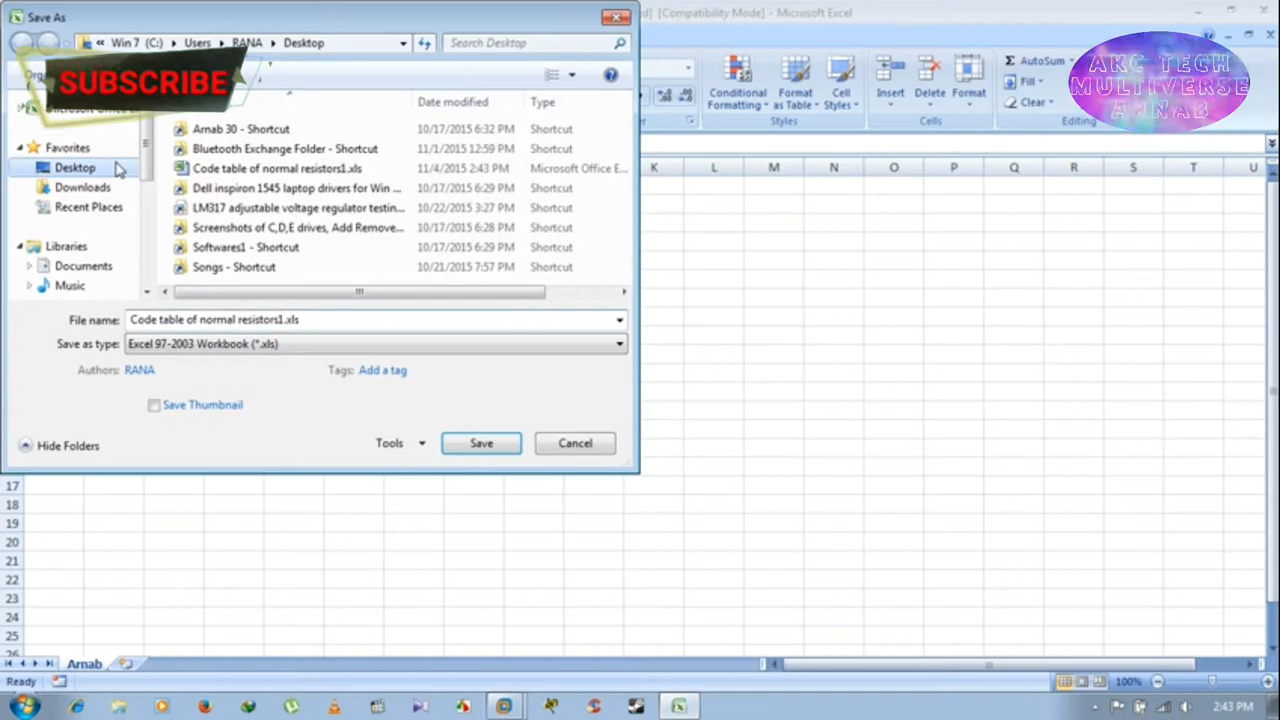 Save As
] [Compatibility Mode] - Microsoft Excel
« Win 7 (C:) Users RANA Desktop
Search Desktop
SUBSCRIBE
AKC TECH
MULTIVERSE
ARNAB
Conditional Formatting
Format as Table
Cell Styles
Styles
Insert
Delete
Format
Cells
Σ AutoSum
Fill
Clear
Editing
Date modified
Type
Favorites
Desktop
Downloads
Recent Places
Libraries
Documents
Music
Arnab 30 - Shortcut 10/17/2015 6:32 PM Shortcut
Bluetooth Exchange Folder - Shortcut 11/1/2015 12:59 PM Shortcut
Code table of normal resistors1.xls 11/4/2015 2:43 PM Microsoft Office E...
Dell inspiron 1545 laptop drivers for Win ... 10/17/2015 6:29 PM Shortcut
LM317 adjustable voltage regulator testin... 10/22/2015 3:27 PM Shortcut
Screenshots of C,D,E drives, Add Remove... 10/17/2015 6:28 PM Shortcut
Softwares1 - Shortcut 10/17/2015 6:29 PM Shortcut
Songs - Shortcut 10/21/2015 7:57 PM Shortcut
File name: Code table of normal resistors1.xls
Save as type: Excel 97-2003 Workbook (*.xls)
Authors: RANA Tags: Add a tag
Save Thumbnail
Hide Folders Tools Save Cancel
K L M N O P Q R S T U
17
18
19
20
21
22
23
24
25
26
Arnab
Ready 100%
2:43 PM